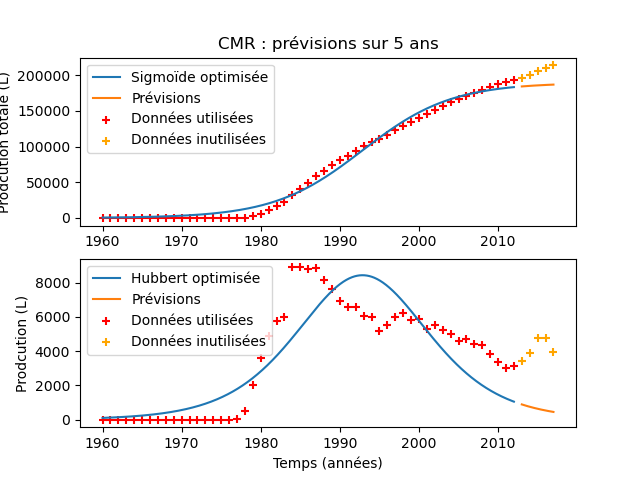 CMR : prévisions sur 5 ans
Prodcution totale (L)
200000
150000
100000
50000
0
Sigmoïde optimisée
Prévisions
Données utilisées
Données inutilisées
1960 1970 1980 1990 2000 2010
Prodcution (L)
8000
6000
4000
2000
0
Hubbert optimisée
Prévisions
Données utilisées
Données inutilisées
1960 1970 1980 1990 2000 2010
Temps (années)